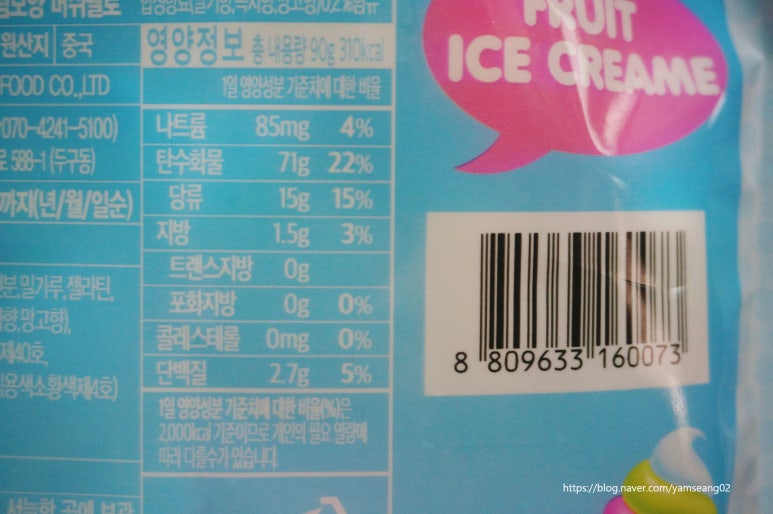 원산지 중국
FOOD CO.,LTD
070-4241-5100)
588-1 (두구동)
까지(년/월/일순)
밀가루, 젤라틴,
향, 망고향),
제40호,
용색소황색제4호)
영양정보 총 내용량 90g 310kcal
1일 영양성분 기준치에 대한 비율
나트륨 85mg 4%
탄수화물 71g 22%
당류 15g 15%
지방 1.5g 3%
트랜스지방 0g
포화지방 0g 0%
콜레스테롤 0mg 0%
단백질 2.7g 5%
1일 영양성분 기준치에 대한 비율(%)은
2,000kcal 기준이므로 개인의 필요 열량에
따라 다를수가 있습니다.
FRUIT
ICE CREAME
8 809633 160073
https://blog.naver.com/yamseang02